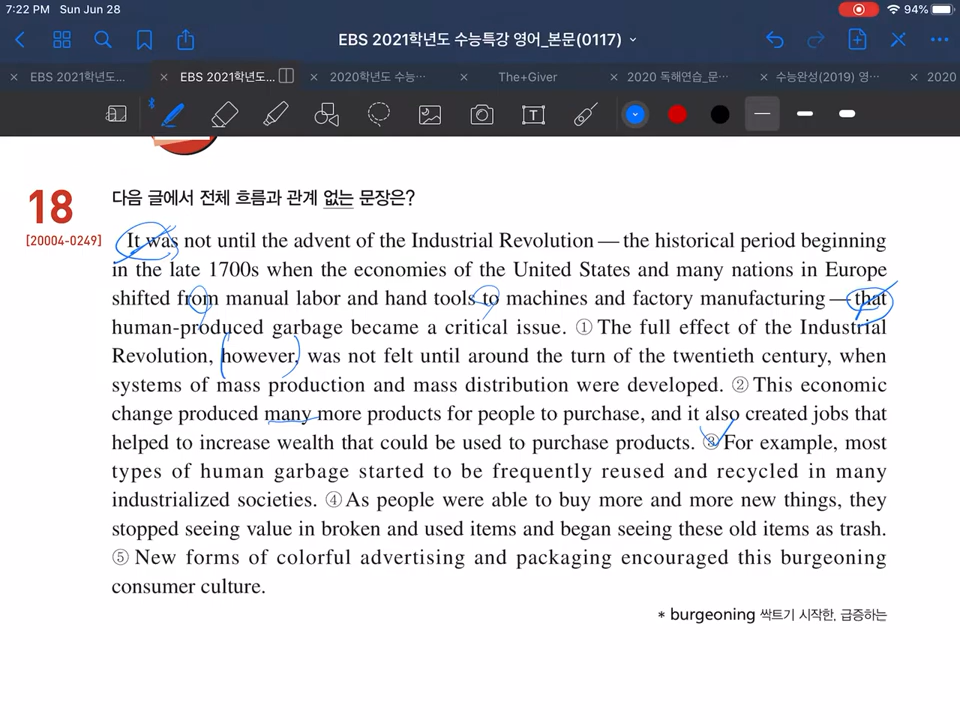 7:22 PM Sun Jun 28 94%
EBS 2021학년도 수능특강 영어_본문(0117)
EBS 2021학년도... EBS 2021학년도... 2020학년도 수능... The+Giver 2020 독해연습_문... 수능완성(2019) 영... 2020
18 다음 글에서 전체 흐름과 관계 없는 문장은?
[20004-0249]
It was not until the advent of the Industrial Revolution — the historical period beginning
in the late 1700s when the economies of the United States and many nations in Europe
shifted from manual labor and hand tools to machines and factory manufacturing — that
human-produced garbage became a critical issue. ① The full effect of the Industrial
Revolution, however, was not felt until around the turn of the twentieth century, when
systems of mass production and mass distribution were developed. ② This economic
change produced many more products for people to purchase, and it also created jobs that
helped to increase wealth that could be used to purchase products. ③ For example, most
types of human garbage started to be frequently reused and recycled in many
industrialized societies. ④ As people were able to buy more and more new things, they
stopped seeing value in broken and used items and began seeing these old items as trash.
⑤ New forms of colorful advertising and packaging encouraged this burgeoning
consumer culture.
* burgeoning 싹트기 시작한, 급증하는